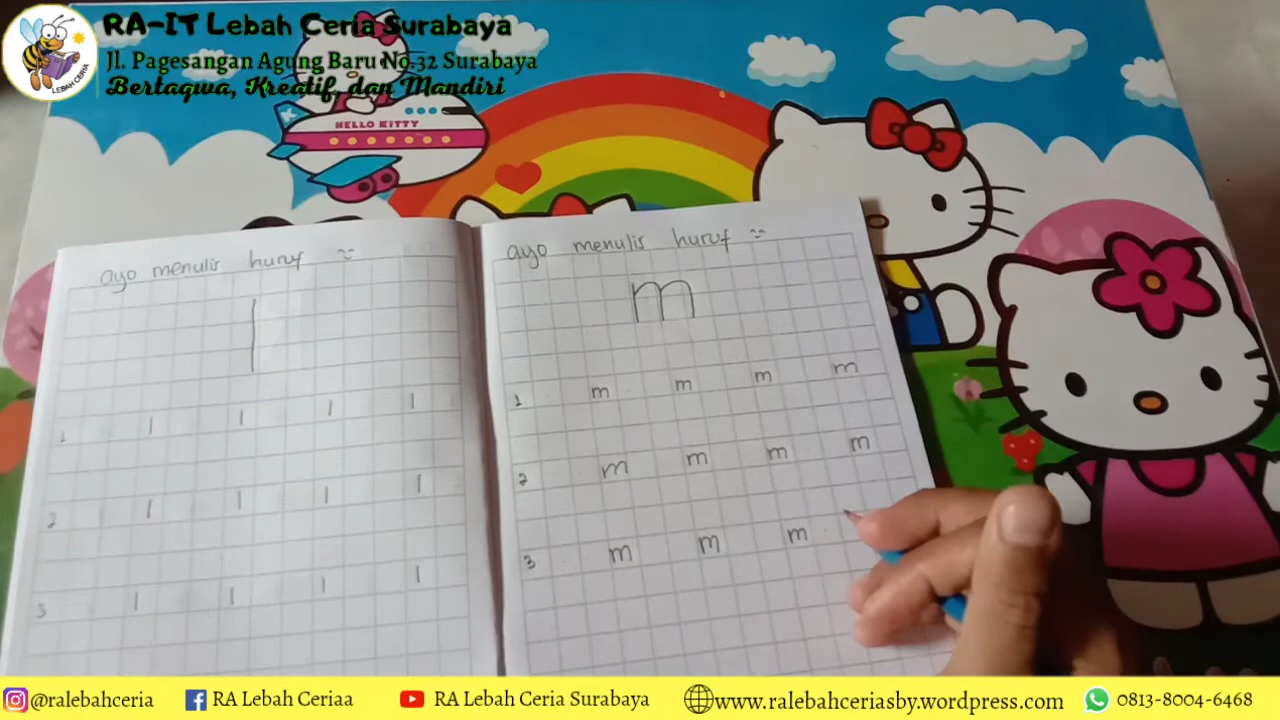 RA-IT Lebah Ceria Surabaya
Jl. Pagesangan Agung Baru No.32 Surabaya
Bertaqwa, Kreatif, dan Mandiri
LEBAH CERIA
HELLO KITTY
ayo menulis huruf
l
1 l l l l
2 l l l l
3 l l l l
ayo menulis huruf
m
1 m m m m
2 m m m m
3 m m m
@ralebahceria
RA Lebah Ceriaa
RA Lebah Ceria Surabaya
www.ralebahceriasby.wordpress.com
0813-8004-6468